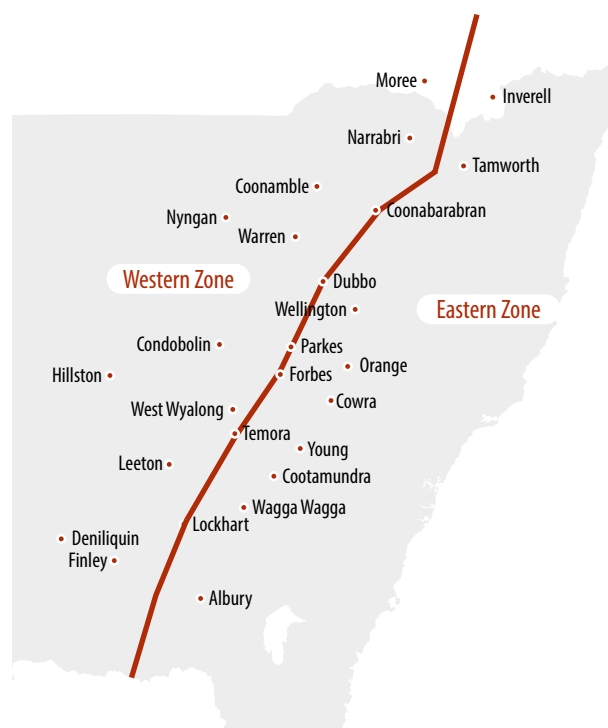 Moree
Inverell
Narrabri
Tamworth
Coonamble
Coonabarabran
Nyngan
Warren
Western Zone
Dubbo
Wellington
Eastern Zone
Condobolin
Parkes
Orange
Hillston
Forbes
Cowra
West Wyalong
Temora
Young
Leeton
Cootamundra
Wagga Wagga
Lockhart
Deniliquin
Finley
Albury